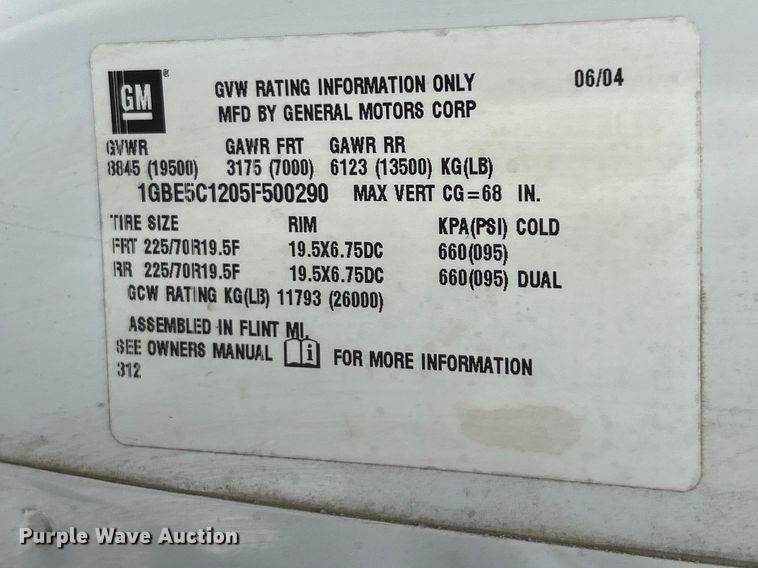 GM ® GVW RATING INFORMATION ONLY 06/04
MFD BY GENERAL MOTORS CORP
GVWR GAWR FRT GAWR RR
8845 (19500) 3175 (7000) 6123 (13500) KG(LB)
1GBE5C1205F500290 MAX VERT CG=68 IN.
TIRE SIZE RIM KPA(PSI) COLD
FRT 225/70R19.5F 19.5X6.75DC 660(095)
RR 225/70R19.5F 19.5X6.75DC 660(095) DUAL
GCW RATING KG(LB) 11793 (26000)
ASSEMBLED IN FLINT MI.
SEE OWNERS MANUAL i FOR MORE INFORMATION
312
Purple Wave Auction